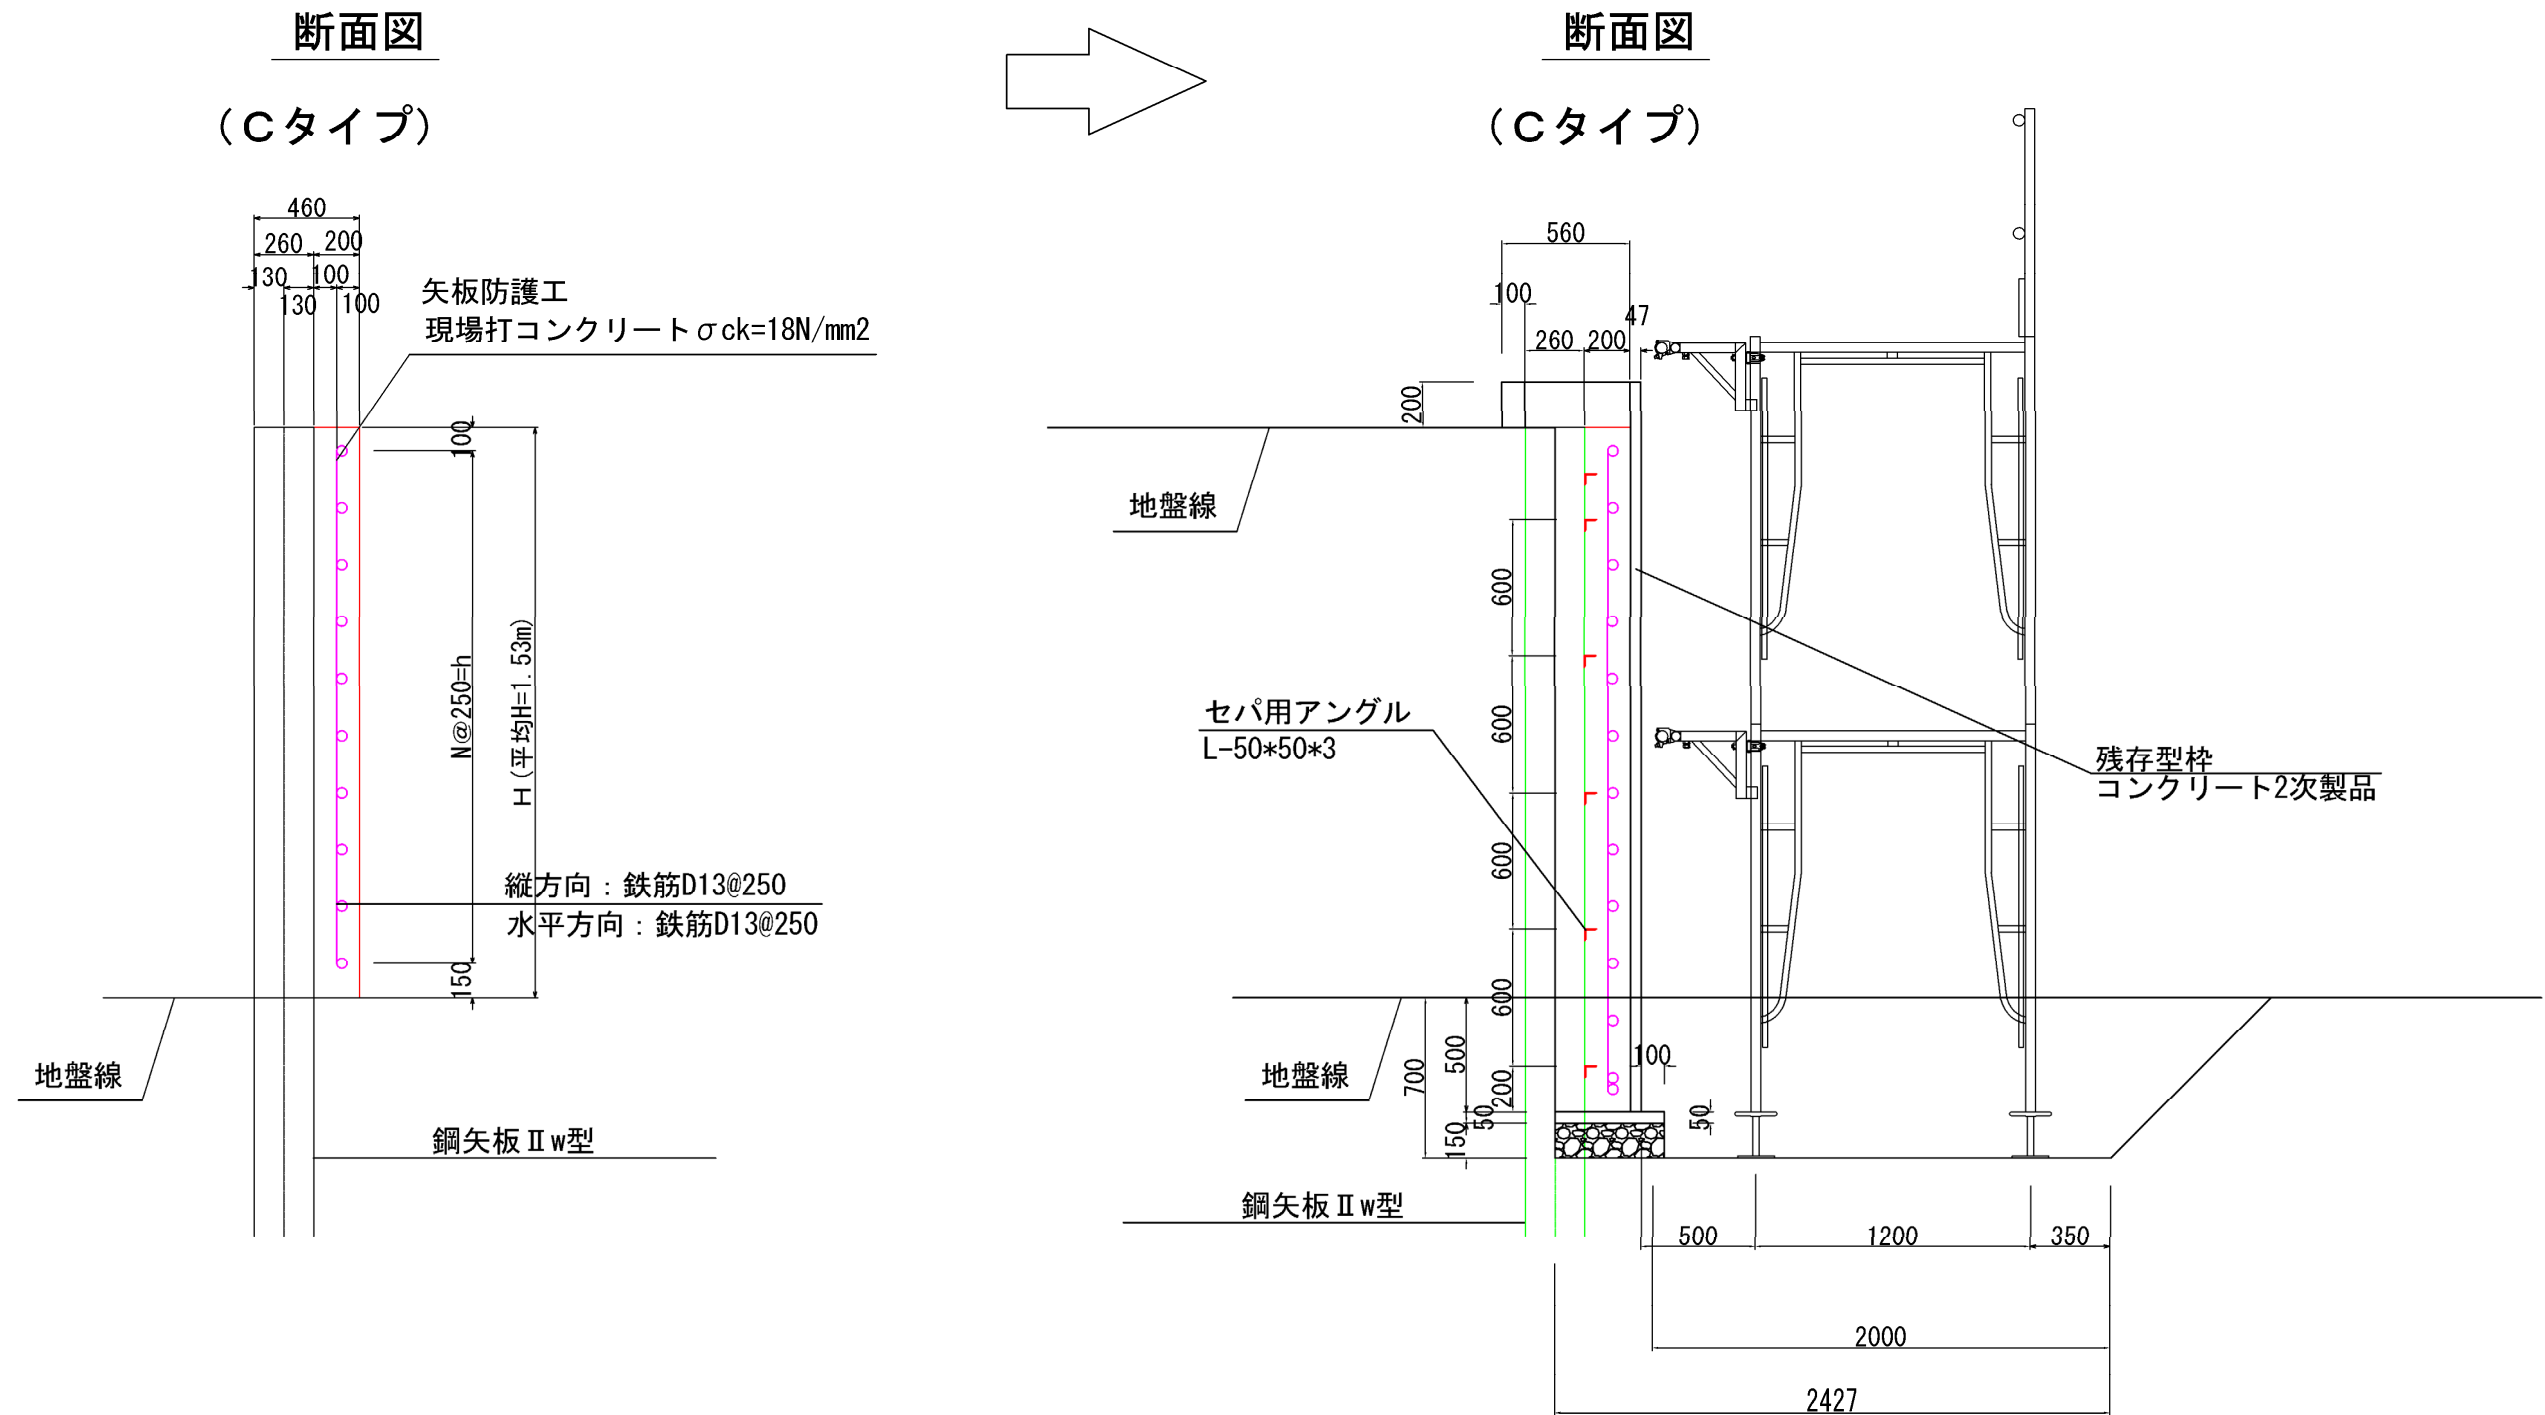 断面図
(Cタイプ)
460
260
200
130
100
130
100
矢板防護工
現場打コンクリートσck=18N/mm2
100
N@250=h
H(平均H=1.53m)
縦方向:鉄筋D13@250
水平方向:鉄筋D13@250
150
地盤線
鋼矢板Ⅱw型
断面図
(Cタイプ)
560
100
47
260
200
200
地盤線
600
600
セパ用アングル
L-50*50*3
残存型枠
コンクリート2次製品
600
600
地盤線
700
500
200
100
50
150
50
鋼矢板Ⅱw型
500
1200
350
2000
2427